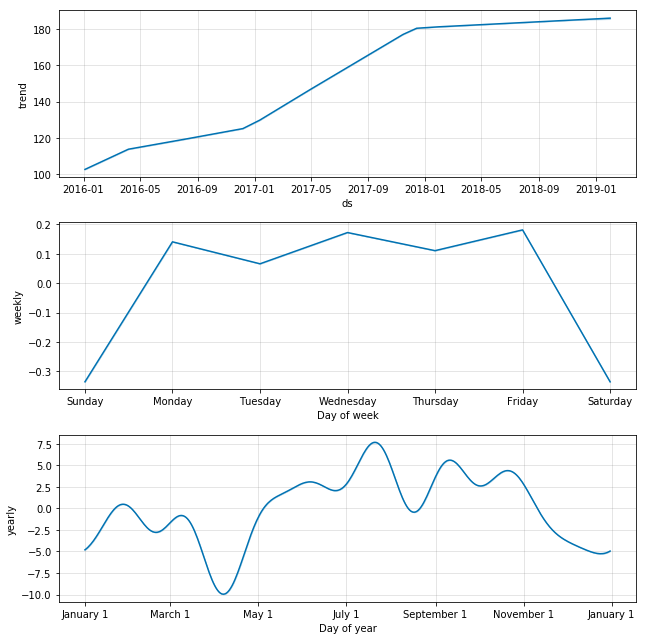 180
160
140
120
100
trend
2016-01 2016-05 2016-09 2017-01 2017-05 2017-09 2018-01 2018-05 2018-09 2019-01
ds
0.2
0.1
0.0
−0.1
−0.2
−0.3
weekly
Sunday Monday Tuesday Wednesday Thursday Friday Saturday
Day of week
7.5
5.0
2.5
0.0
−2.5
−5.0
−7.5
−10.0
yearly
January 1 March 1 May 1 July 1 September 1 November 1 January 1
Day of year